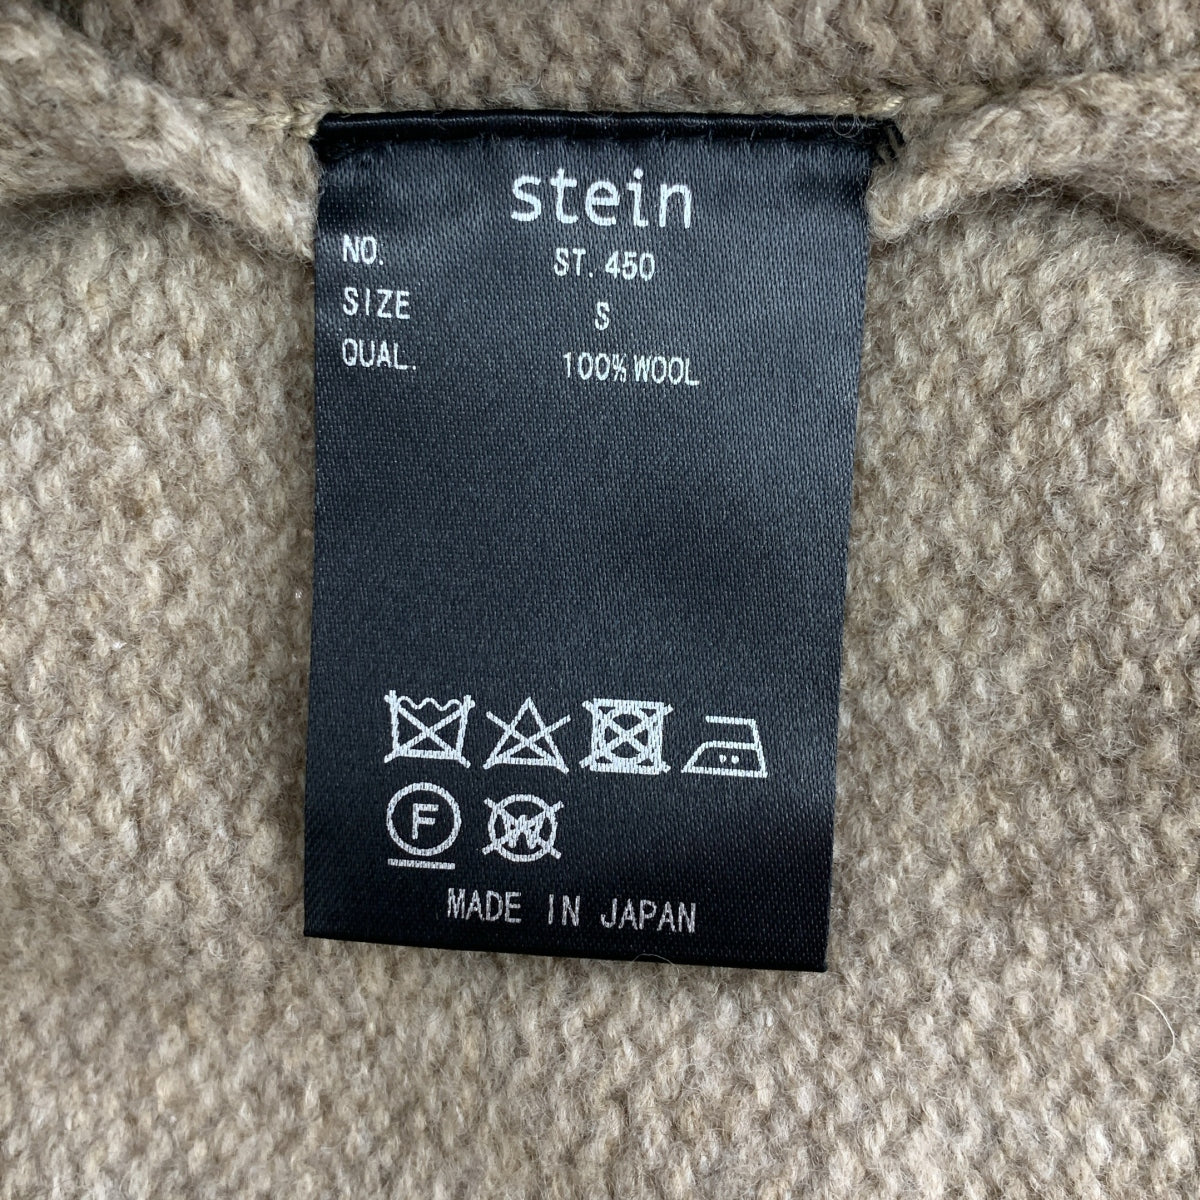 stein
NO. ST. 450
SIZE S
QUAL. 100% WOOL
F
W
MADE IN JAPAN